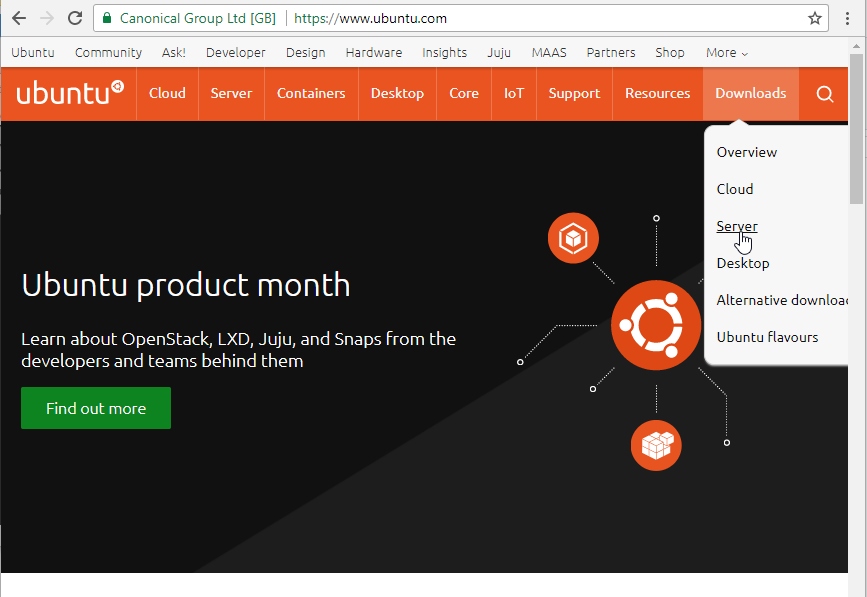 Canonical Group Ltd [GB] https://www.ubuntu.com
Ubuntu Community Ask! Developer Design Hardware Insights Juju MAAS Partners Shop More
ubuntu Cloud Server Containers Desktop Core IoT Support Resources Downloads
Overview
Cloud
Server
Desktop
Alternative downloac
Ubuntu flavours
Ubuntu product month
Learn about OpenStack, LXD, Juju, and Snaps from the
developers and teams behind them
Find out more